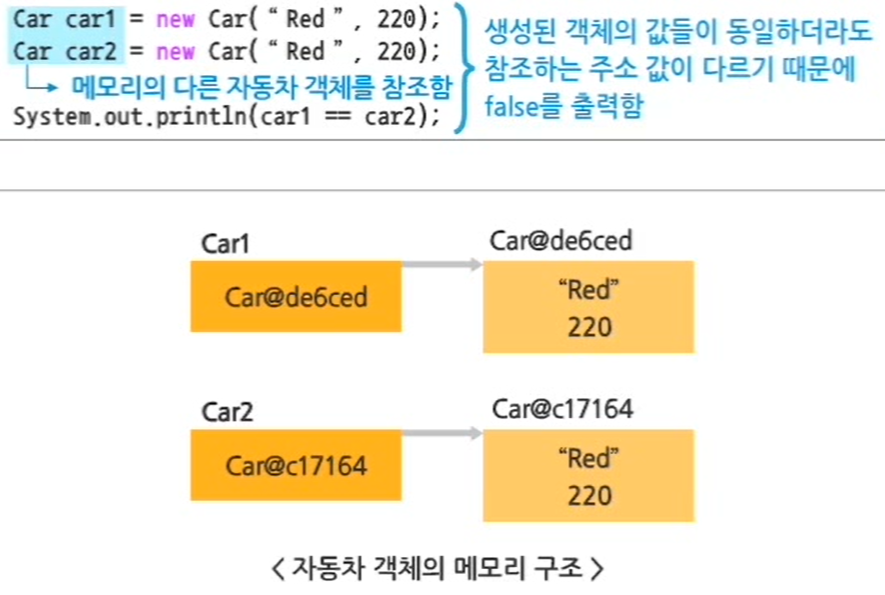 Car car1 = new Car(“Red”, 220);
Car car2 = new Car(“Red”, 220);
메모리의 다른 자동차 객체를 참조함
System.out.println(car1 == car2);
생성된 객체의 값들이 동일하더라도
참조하는 주소 값이 다르기 때문에
false를 출력함
Car1
Car@de6ced
Car@de6ced
“Red”
220
Car2
Car@c17164
Car@c17164
“Red”
220
< 자동차 객체의 메모리 구조 >